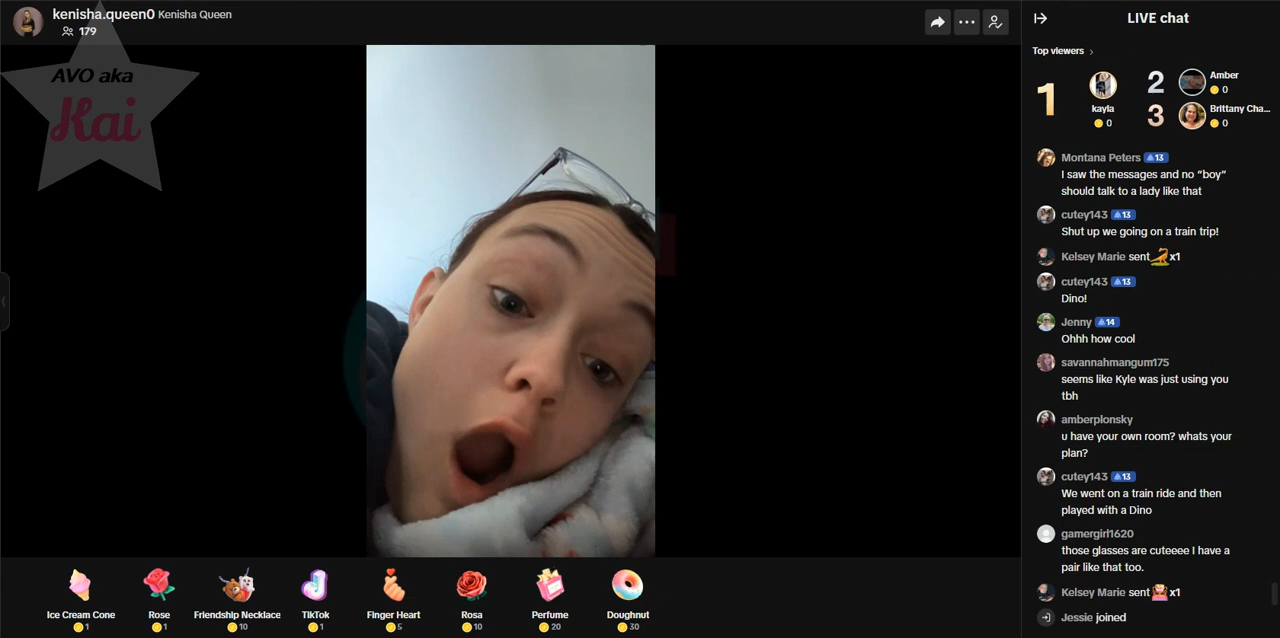 kenisha.queen0 Kenisha Queen
179
AVO aka
Kai
LIVE chat
Top viewers
1
kayla
0
2
Amber
0
3
Brittany Cha...
0
Montana Peters 13
I saw the messages and no “boy”
should talk to a lady like that
cutey143 13
Shut up we going on a train trip!
Kelsey Marie sent x1
cutey143 13
Dino!
Jenny 14
Ohhh how cool
savannahmangum175
seems like Kyle was just using you
tbh
amberplonsky
u have your own room? whats your
plan?
cutey143 13
We went on a train ride and then
played with a Dino
gamergirl1620
those glasses are cuteeee I have a
pair like that too.
Kelsey Marie sent x1
Jessie joined
Ice Cream Cone
1
Rose
1
Friendship Necklace
10
TikTok
1
Finger Heart
5
Rosa
10
Perfume
20
Doughnut
30